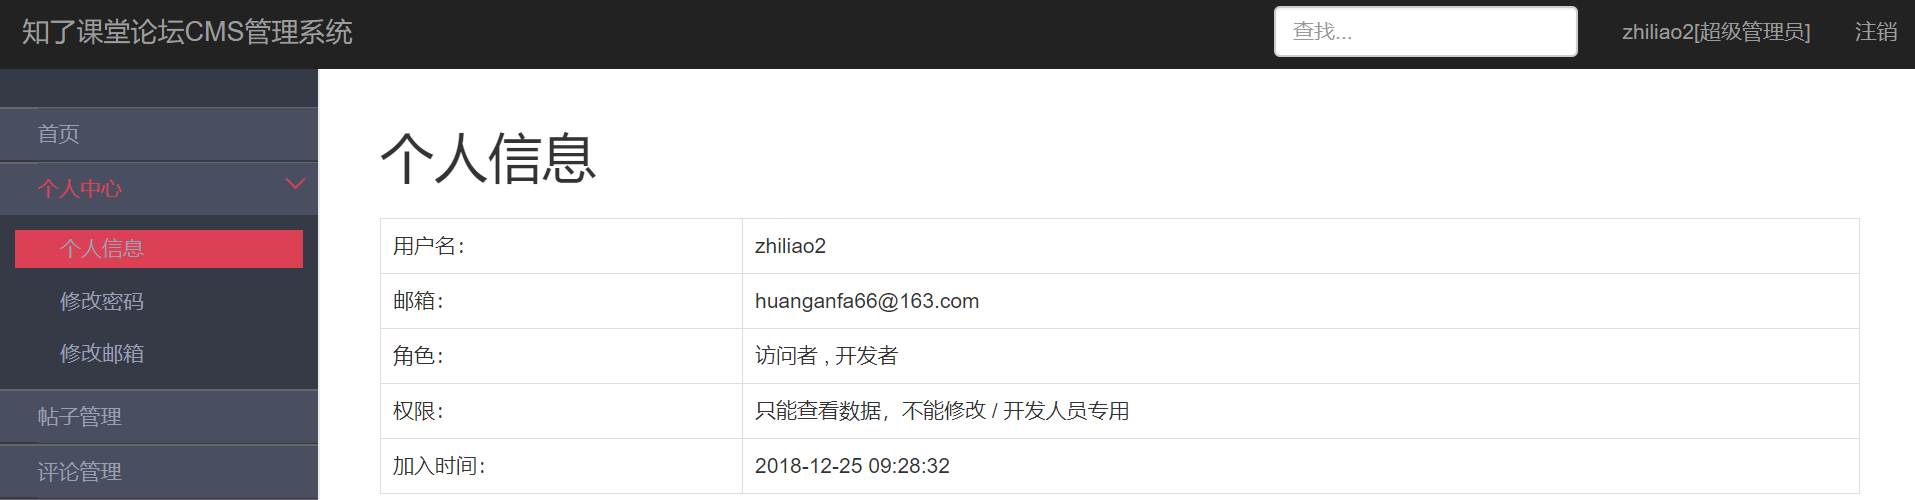 知了课堂论坛CMS管理系统
查找...
zhiliao2[超级管理员]
注销
首页
个人中心
个人信息
修改密码
修改邮箱
帖子管理
评论管理
个人信息
用户名： zhiliao2
邮箱： huanganfa66@163.com
角色： 访问者 , 开发者
权限： 只能查看数据，不能修改 / 开发人员专用
加入时间： 2018-12-25 09:28:32